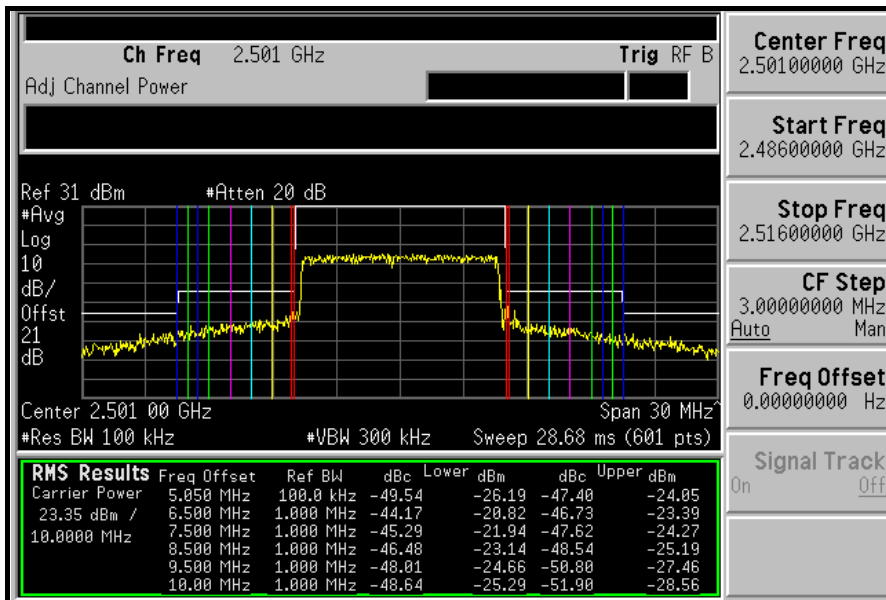 Ch Freq 2.501 GHz Trig RF B
Adj Channel Power
Ref 31 dBm #Atten 20 dB
#Avg
Log
10
dB/
Offst
21
dB
Center 2.501 00 GHz Span 30 MHz^
#Res BW 100 kHz #VBW 300 kHz Sweep 28.68 ms (601 pts)
RMS Results Freq Offset Ref BW dBc Lower dBm dBc Upper dBm
Carrier Power 5.050 MHz 100.0 kHz -49.54 -26.19 -47.40 -24.05
23.35 dBm / 6.500 MHz 1.000 MHz -44.17 -20.82 -46.73 -23.39
10.0000 MHz 7.500 MHz 1.000 MHz -45.29 -21.94 -47.62 -24.27
8.500 MHz 1.000 MHz -46.48 -23.14 -48.54 -25.19
9.500 MHz 1.000 MHz -48.01 -24.66 -50.80 -27.46
10.00 MHz 1.000 MHz -48.64 -25.29 -51.90 -28.56
Center Freq
2.50100000 GHz
Start Freq
2.48600000 GHz
Stop Freq
2.51600000 GHz
CF Step
3.00000000 MHz
Auto Man
Freq Offset
0.00000000 Hz
Signal Track
On Off